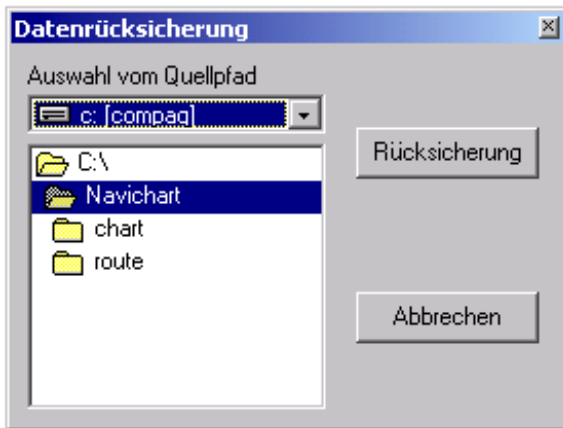 Datenrücksicherung
Auswahl vom Quellpfad
c: [compaq]
C:\
Navichart
chart
route
Rücksicherung
Abbrechen